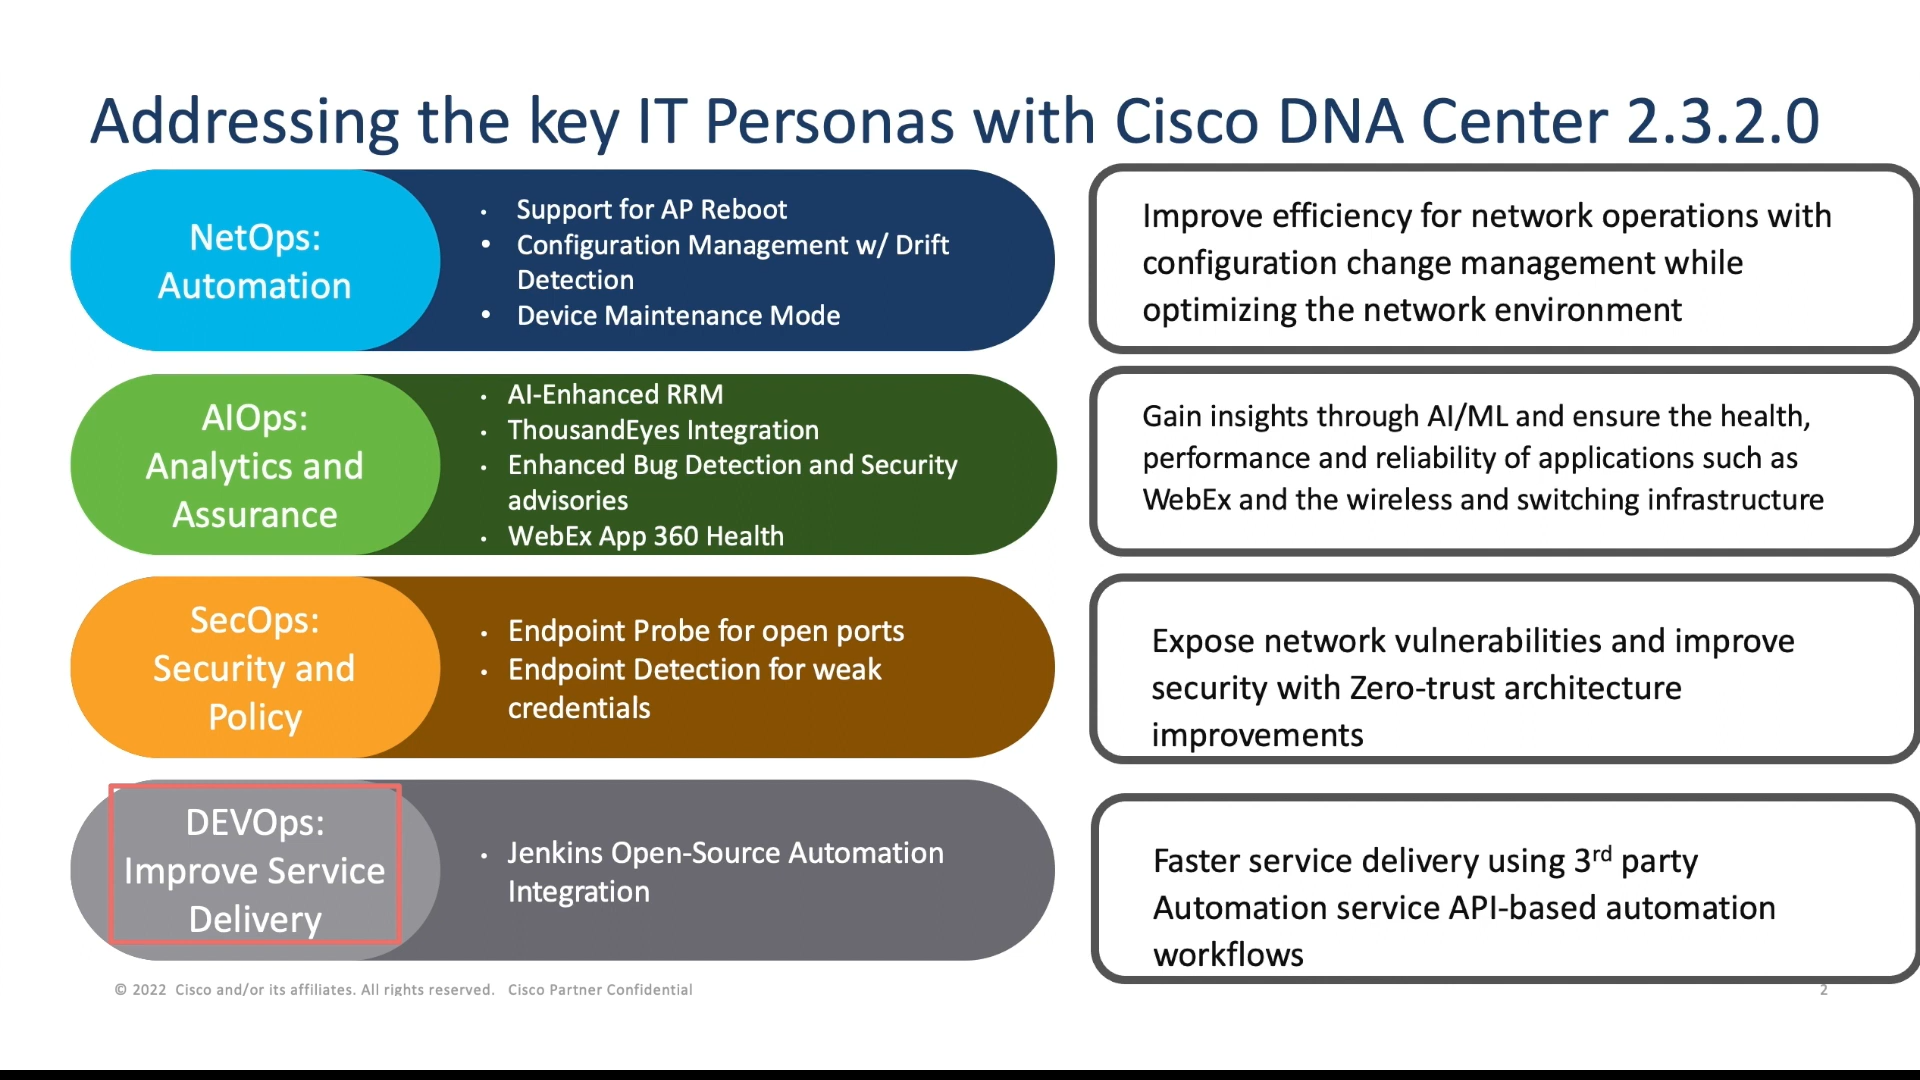 Addressing the key IT Personas with Cisco DNA Center 2.3.2.0
NetOps:
Automation
• Support for AP Reboot
• Configuration Management w/ Drift
Detection
• Device Maintenance Mode
Improve efficiency for network operations with
configuration change management while
optimizing the network environment
AIOps:
Analytics and
Assurance
• AI-Enhanced RRM
• ThousandEyes Integration
• Enhanced Bug Detection and Security
advisories
• WebEx App 360 Health
Gain insights through AI/ML and ensure the health,
performance and reliability of applications such as
WebEx and the wireless and switching infrastructure
SecOps:
Security and
Policy
• Endpoint Probe for open ports
• Endpoint Detection for weak
credentials
Expose network vulnerabilities and improve
security with Zero-trust architecture
improvements
DEVOps:
Improve Service
Delivery
• Jenkins Open-Source Automation
Integration
Faster service delivery using 3rd party
Automation service API-based automation
workflows
© 2022 Cisco and/or its affiliates. All rights reserved. Cisco Partner Confidential
2